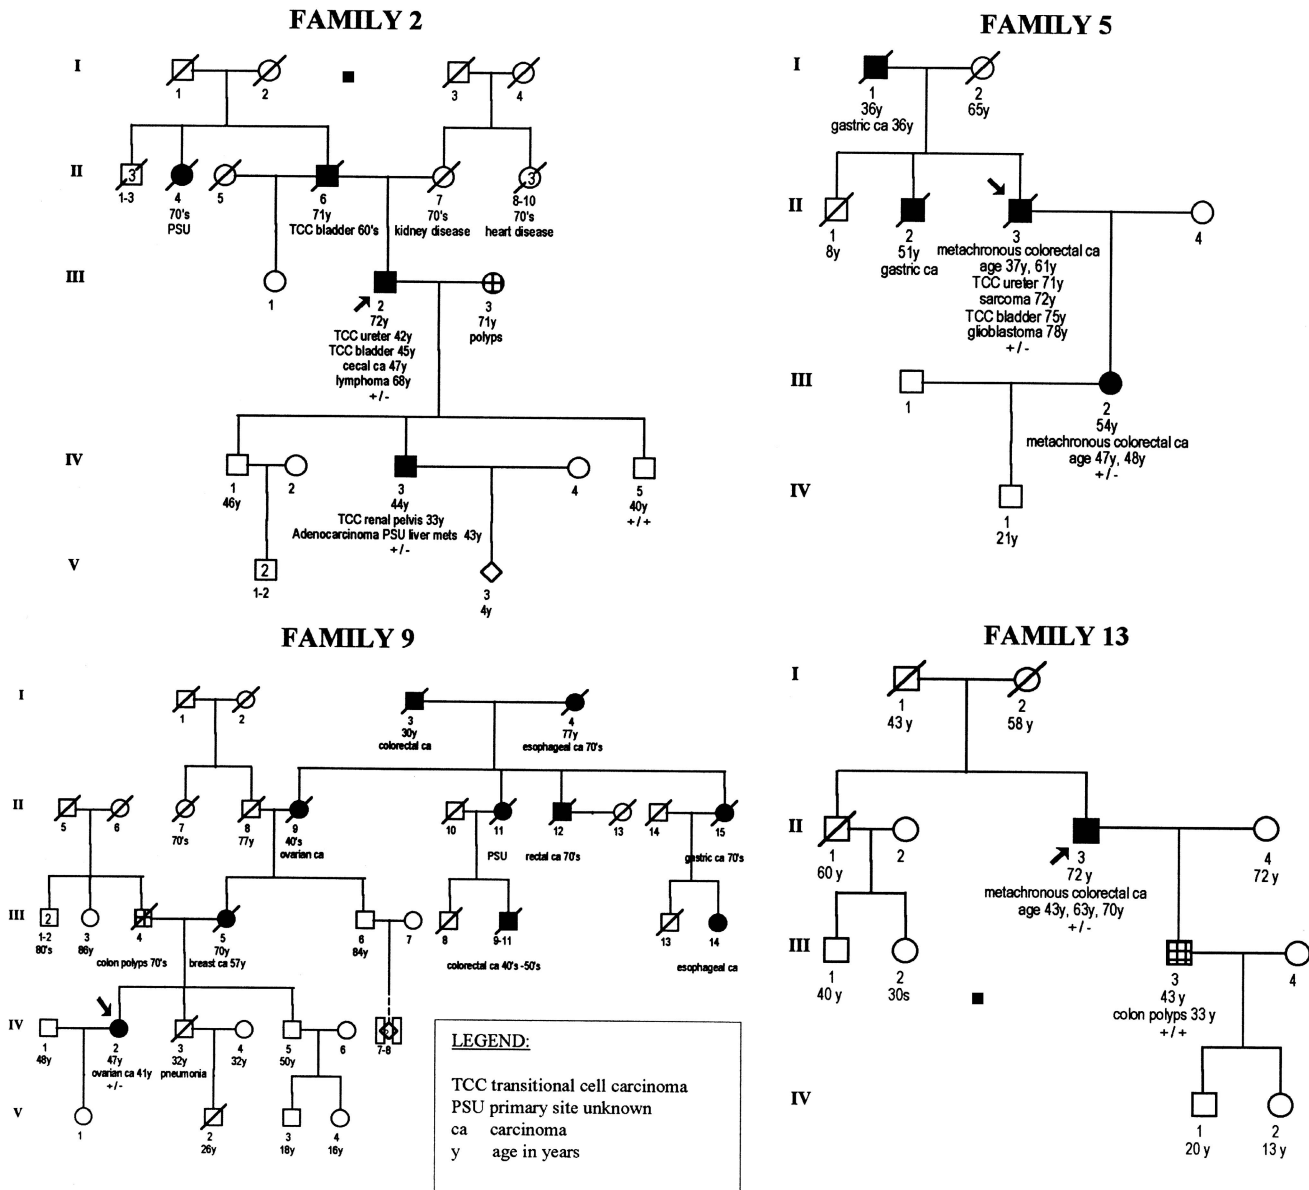 FAMILY 2
I
1 2 3 4
II
3 3
1-3 4 5 6 7 8-10
70's 71y 70's 70's
PSU TCC bladder 60's kidney disease heart disease
III
1 2 3
72y 71y
TCC ureter 42y polyps
TCC bladder 45y
cecal ca 47y
lymphoma 68y
+/-
IV
1 2 3 4 5
46y 44y 40y
TCC renal pelvis 33y +/+
Adenocarcinoma PSU liver mets 43y
+/-
V
2
1-2 3
4y
FAMILY 5
I
1 2
36y 65y
gastric ca 36y
II
1 2 3 4
8y 51y metachronous colorectal ca
gastric ca age 37y, 61y
TCC ureter 71y
sarcoma 72y
TCC bladder 75y
glioblastoma 78y
+/-
III
1 2
54y
metachronous colorectal ca
age 47y, 48y
+/-
IV
1
21y
FAMILY 9
I
1 2 3 4
30y 77y
colorectal ca esophageal ca 70's
II
5 6 7 8 9 10 11 12 13 14 15
70's 77y 40's
ovarian ca PSU rectal ca 70's gastric ca 70's
III
2
1-2 3 4 5 6 7 8 9-11 13 14
80's 86y 70y 84y
colon polyps 70's breast ca 57y colorectal ca 40's -50's esophageal ca
IV
1 2 3 4 5 6 7-8
48y 47y 32y 32y 50y
ovarian ca 41y pneumonia
+/-
V
1 2 3 4
26y 18y 16y
LEGEND:
TCC transitional cell carcinoma
PSU primary site unknown
ca carcinoma
y age in years
FAMILY 13
I
1 2
43 y 58 y
II
1 2 3 4
60 y 72 y 72 y
metachronous colorectal ca
age 43y, 63y, 70y
+/-
III
1 2 3 4
40 y 30s 43 y
colon polyps 33 y
+/+
IV
1 2
20 y 13 y